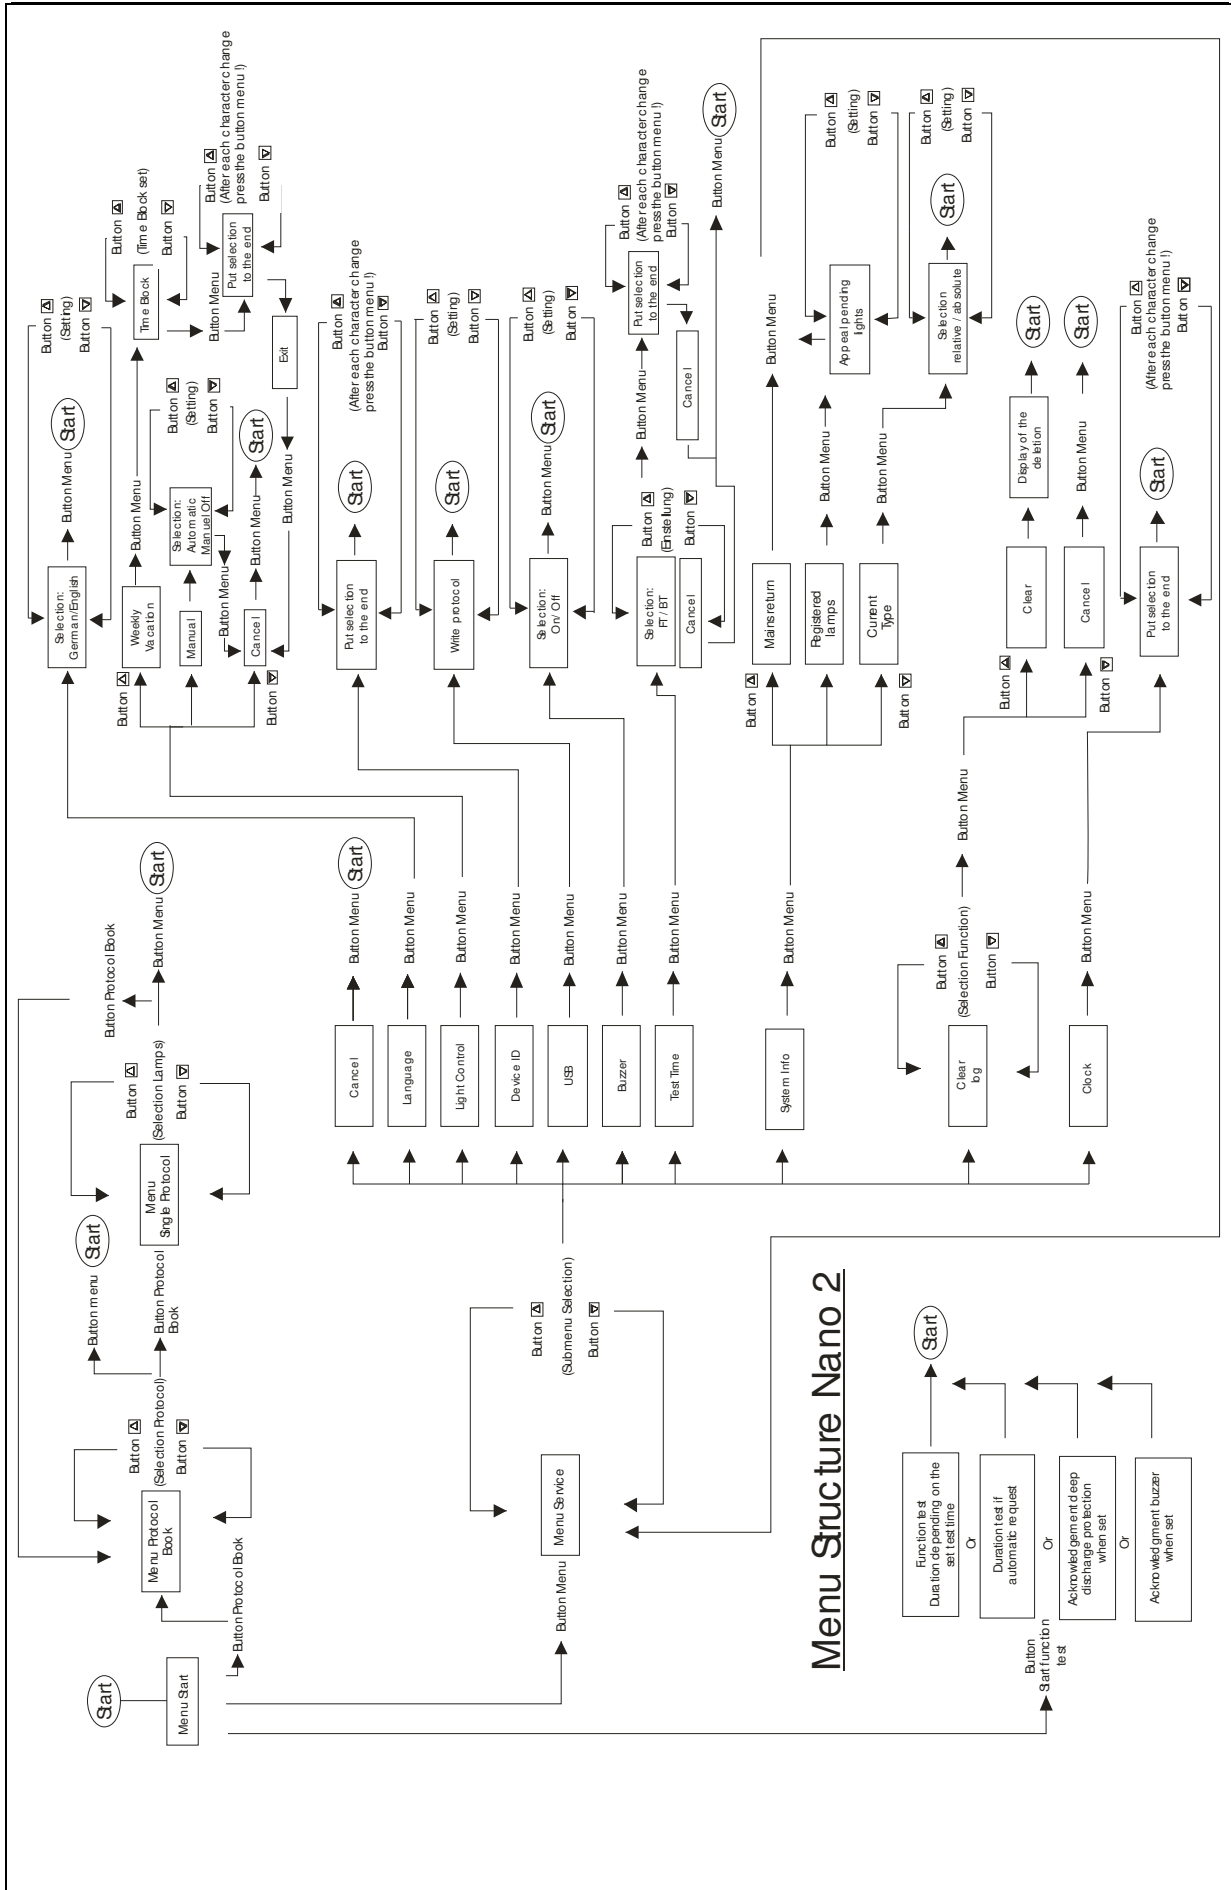 Start
Menu Start
Button Protocol Book
Menu Protocol
Book
Button △
(Selection Protocol)
Button ▽
Button menu
Start
Button Protocol
Book
Menu
Single Protocol
Button △
(Selection Lamps)
Button ▽
Button Protocol Book
Button Menu
Start
Button Menu
Menu Service
Button △
(Submenu Selection)
Button ▽
Cancel
Button Menu
Start
Language
Button Menu
Selection:
German/English
Button Menu
Start
Button △
(Setting)
Button ▽
Light Control
Button Menu
Button △
Weekly
Vacation
Button Menu
Time Block
Button △
(Time Block set)
Button ▽
Button Menu
Put selection
to the end
Button △
(After each character change
press the button menu !)
Button ▽
Exit
Button Menu
Manual
Selection:
Automatic
Manuel Off
Button △
(Setting)
Button ▽
Button Menu
Button ▽
Cancel
Button Menu
Start
Device ID
Button Menu
Put selection
to the end
Start
Button △
(After each character change
press the button menu !)
Button ▽
USB
Button Menu
Write protocol
Start
Button △
(Setting)
Button ▽
Buzzer
Button Menu
Selection:
On/ Off
Button Menu
Start
Button △
(Setting)
Button ▽
Test Time
Button Menu
Selection:
FT / BT
Cancel
Button △
(Einstellung)
Button ▽
Button Menu
Put selection
to the end
Button △
(After each character change
press the button menu !)
Button ▽
Cancel
Button Menu
Start
System Info
Button Menu
Button △
Mains return
Button Menu
Registered
lamps
Button Menu
Appeal pending
lights
Button △
(Setting)
Button ▽
Button ▽
Current
Type
Button Menu
Selection
relative / absolute
Start
Button △
(Setting)
Button ▽
Clear
log
Button △
(Selection Function)
Button ▽
Button Menu
Button △
Clear
Display of the
deletion
Start
Button ▽
Cancel
Button Menu
Start
Clock
Button Menu
Put selection
to the end
Start
Button △
(After each character change
press the button menu !)
Button ▽
Menu Structure Nano 2
Button
Start function
test
Function test
Duration depending on the
set test time
Start
Or
Duration test if
automatic request
Or
Acknowledgement deep
discharge protection
when set
Or
Acknowledgment buzzer
when set